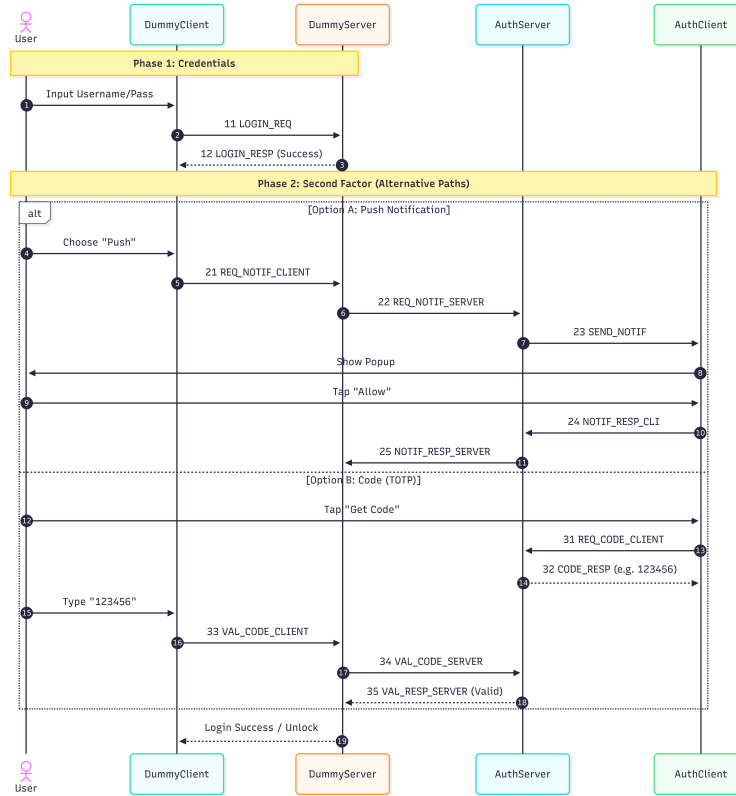 User
DummyClient
DummyServer
AuthServer
AuthClient
Phase 1: Credentials
1 Input Username/Pass
2 11 LOGIN_REQ
12 LOGIN_RESP (Success) 3
Phase 2: Second Factor (Alternative Paths)
alt
[Option A: Push Notification]
4 Choose "Push"
5 21 REQ_NOTIF_CLIENT
6 22 REQ_NOTIF_SERVER
7 23 SEND_NOTIF
Show Popup 8
9 Tap "Allow"
24 NOTIF_RESP_CLI 10
25 NOTIF_RESP_SERVER 11
[Option B: Code (TOTP)]
12 Tap "Get Code"
31 REQ_CODE_CLIENT 13
14 32 CODE_RESP (e.g. 123456)
15 Type "123456"
16 33 VAL_CODE_CLIENT
17 34 VAL_CODE_SERVER
35 VAL_RESP_SERVER (Valid) 18
Login Success / Unlock 19
User
DummyClient
DummyServer
AuthServer
AuthClient